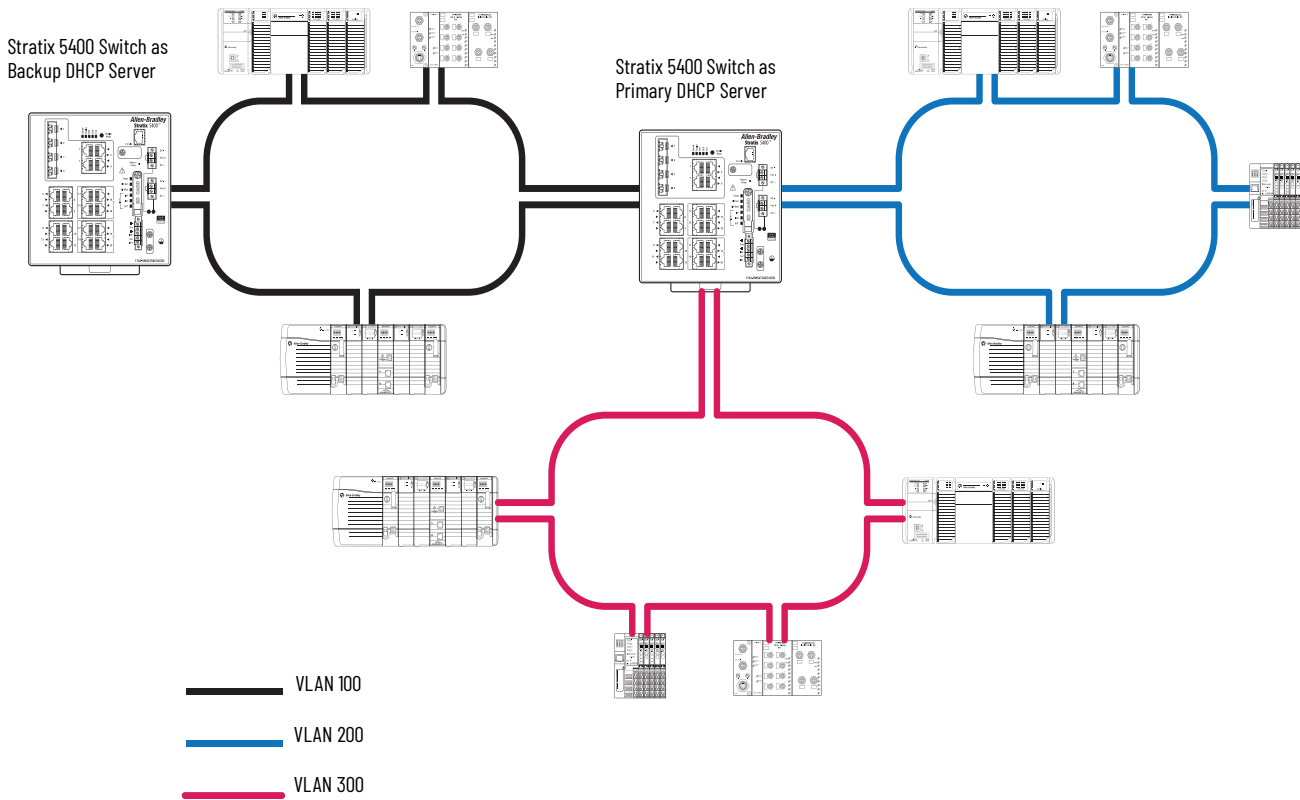 Stratix 5400 Switch as
Backup DHCP Server
Allen-Bradley
Stratix 5400
Stratix 5400 Switch as
Primary DHCP Server
Allen-Bradley
Stratix 5400
VLAN 100
VLAN 200
VLAN 300